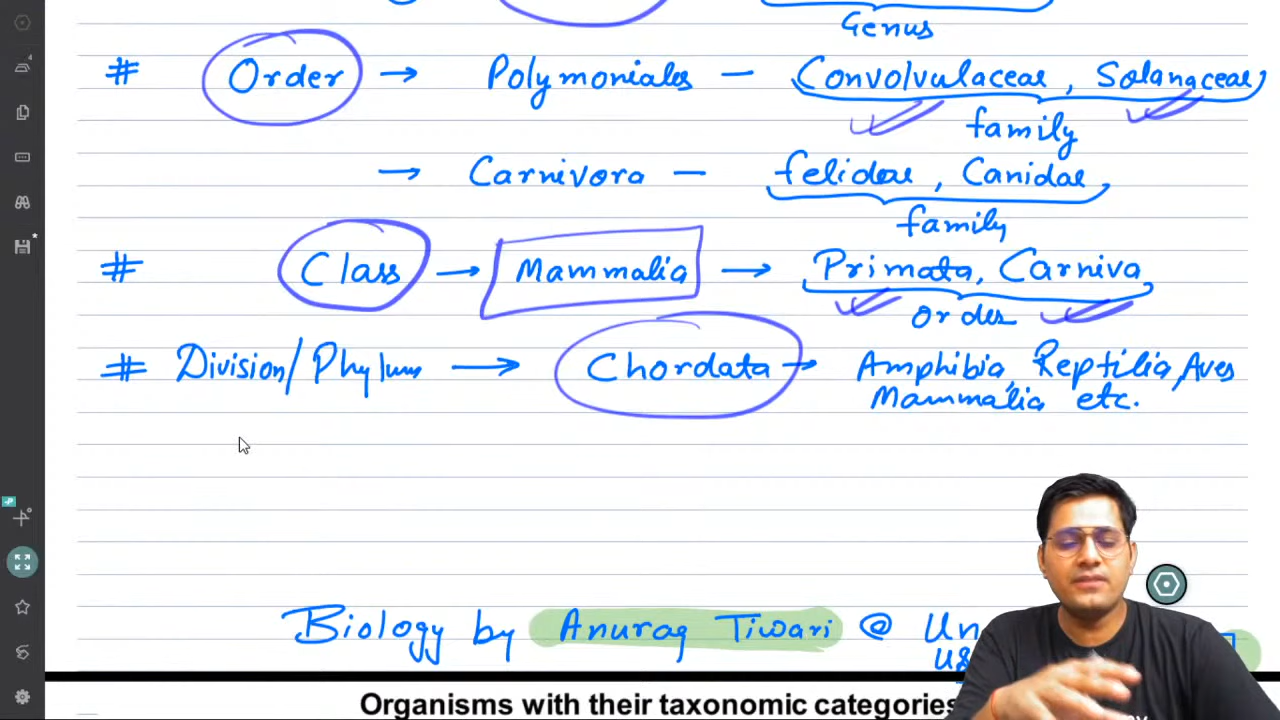 Genus
# Order → Polymoniales – Convolvulaceae, Solanaceae,
family
→ Carnivora – felidae, Canidae,
family
# Class → Mammalia → Primata, Carniva
order
# Division/Phylum → Chordata → Amphibia, Reptilia, Aves
Mammalia etc.
Biology by Anurag Tiwari @ Un
Organisms with their taxonomic categories